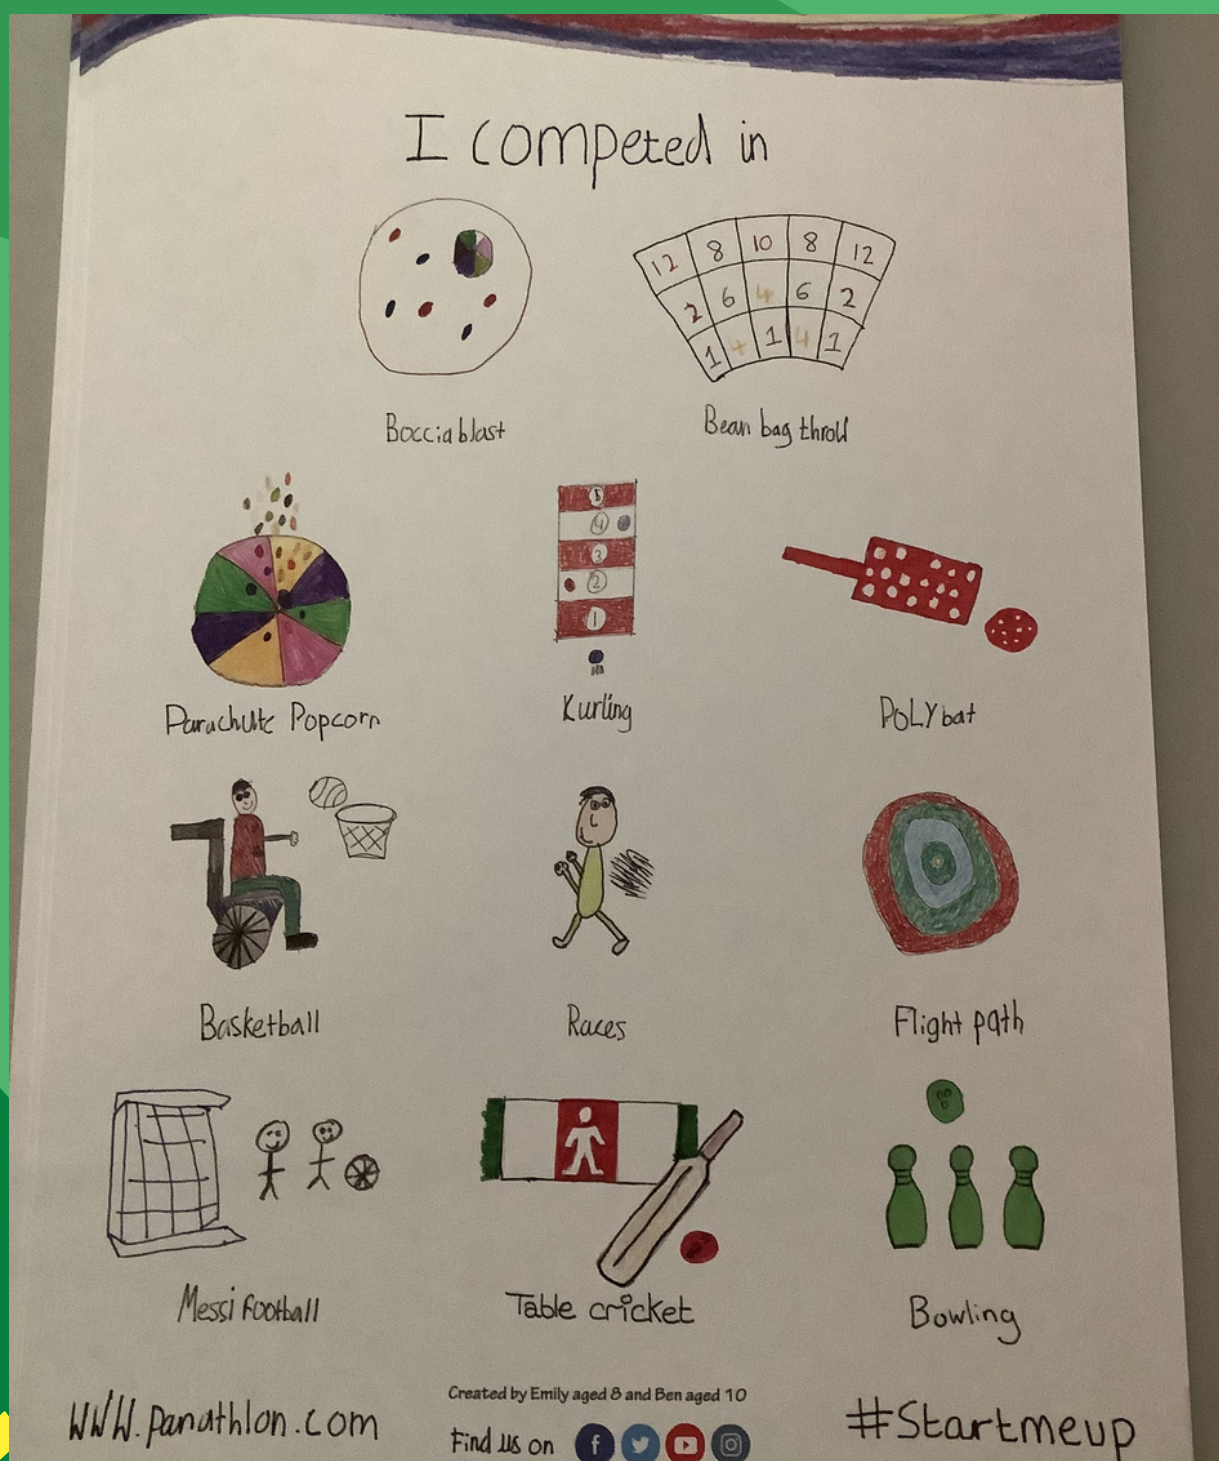 I competed in
12 8 10 8 12
2 6 4 6 2
1 4 1 4 1
Boccia blast
Bean bag throw
5
4
3
2
1
Parachute Popcorn
Kurling
POLYbat
Basketball
Races
Flight path
Messi football
Table cricket
Bowling
Created by Emily aged 8 and Ben aged 10
WWW.panathlon.com
Find us on
#Startmeup